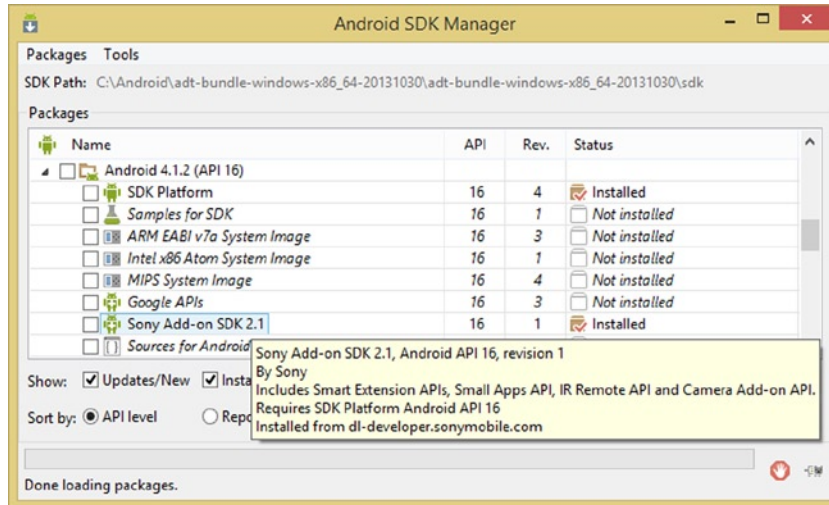 Android SDK Manager
Packages Tools
SDK Path: C:\Android\adt-bundle-windows-x86_64-20131030\adt-bundle-windows-x86_64-20131030\sdk
Packages
Name API Rev. Status
Android 4.1.2 (API 16)
SDK Platform 16 4 Installed
Samples for SDK 16 1 Not installed
ARM EABI v7a System Image 16 3 Not installed
Intel x86 Atom System Image 16 1 Not installed
MIPS System Image 16 4 Not installed
Google APIs 16 3 Not installed
Sony Add-on SDK 2.1 16 1 Installed
Sources for Android
Sony Add-on SDK 2.1, Android API 16, revision 1
By Sony
Includes Smart Extension APIs, Small Apps API, IR Remote API and Camera Add-on API.
Requires SDK Platform Android API 16
Installed from dl-developer.sonymobile.com
Show: Updates/New Insta
Sort by: API level Repo
Done loading packages.